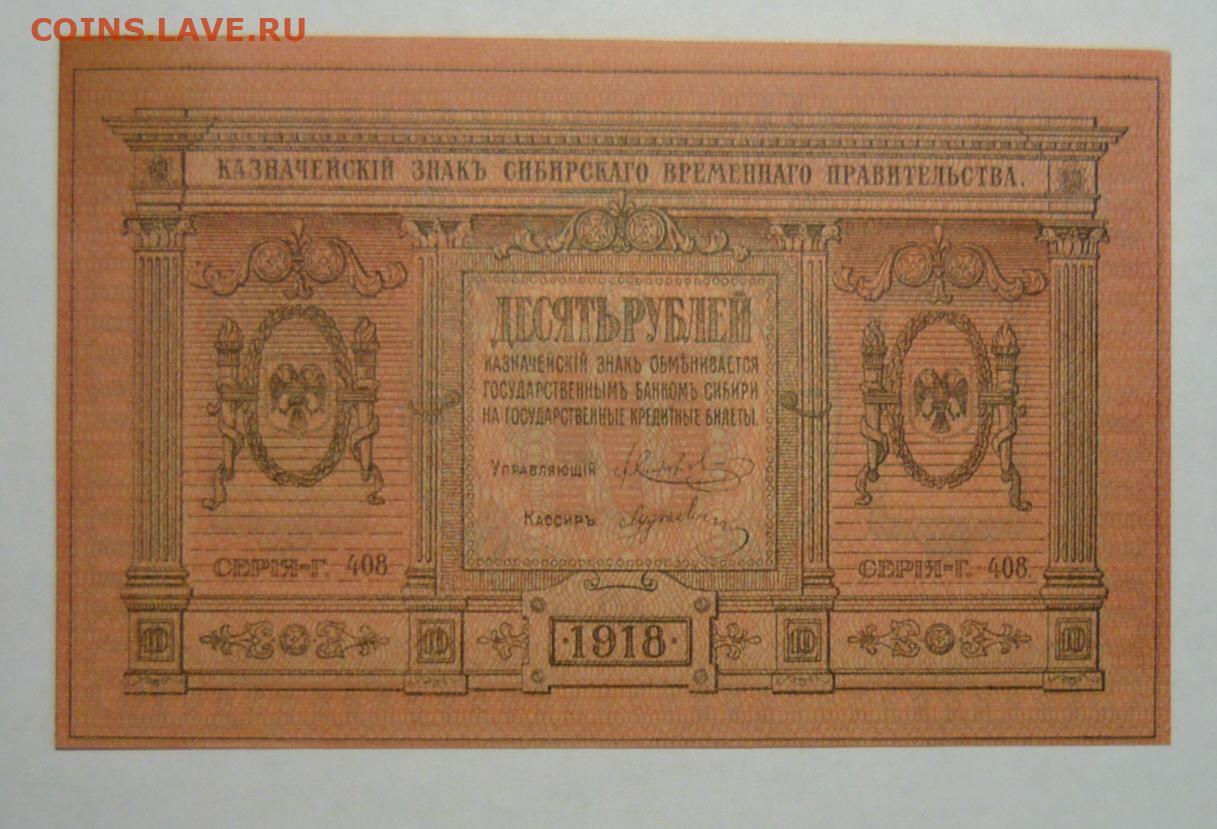 COINS.LAVE.RU
КАЗНАЧЕЙСКІЙ ЗНАКЪ СИБИРСКАГО ВРЕМЕННАГО ПРАВИТЕЛЬСТВА.
ДЕСЯТЬ РУБЛЕЙ
КАЗНАЧЕЙСКІЙ ЗНАКЪ ОБМѢНИВАЕТСЯ
ГОСУДАРСТВЕННЫМЪ БАНКОМЪ СИБИРИ
НА ГОСУДАРСТВЕННЫЕ КРЕДИТНЫЕ БИЛЕТЫ.
УПРАВЛЯЮЩІЙ
КАССИРЪ
СЕРІЯ-Г. 408
СЕРІЯ-Г. 408.
10 10 ·1918· 10 10